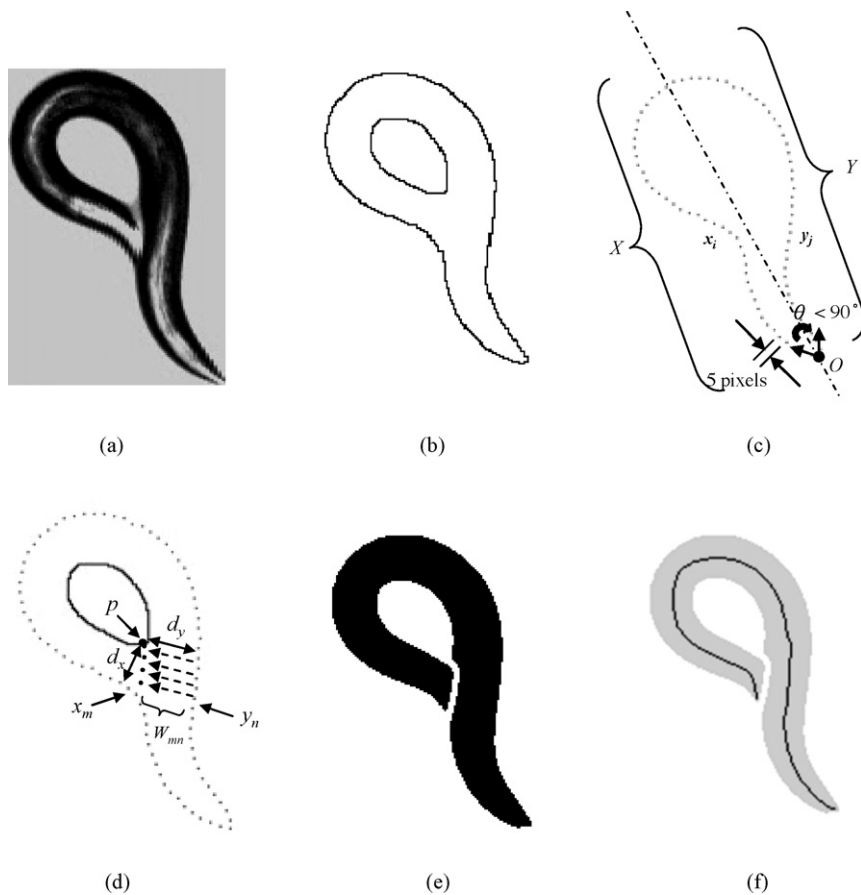 Y
X
x_i
y_j
θ < 90°
5 pixels
O
(a)
(b)
(c)
p
d_y
d_x
x_m
y_n
W_mn
(d)
(e)
(f)